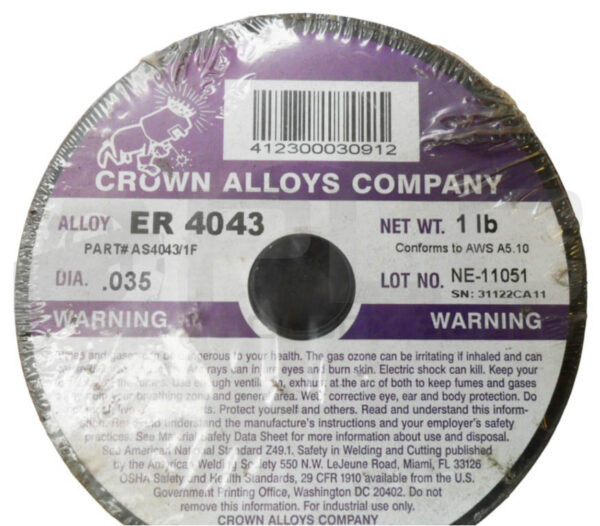 412300030912
CROWN ALLOYS COMPANY
ALLOY ER 4043
PART# AS4043/1F
NET WT. 1 lb
Conforms to AWS A5.10
DIA. .035
LOT NO. NE-11051
SN: 31122CA11
WARNING WARNING
and gases can be dangerous to your health. The gas ozone can be irritating if inhaled and can
rays can injure eyes and burn skin. Electric shock can kill. Keep your
Use enough ventilation, exhaust at the arc of both to keep fumes and gases
from your breathing zone and general area. Wear corrective eye, ear and body protection. Do
parts. Protect yourself and others. Read and understand this inform-
ation. Read and understand the manufacturer's instructions and your employer's safety
practices. See Material Safety Data Sheet for more information about use and disposal.
See American National Standard Z49.1. Safety in Welding and Cutting published
by the American Welding Society 550 N.W. LeJeune Road, Miami, FL 33126
OSHA Safety and Health Standards, 29 CFR 1910 available from the U.S.
Government Printing Office, Washington DC 20402. Do not
remove this information. For industrial use only.
CROWN ALLOYS COMPANY